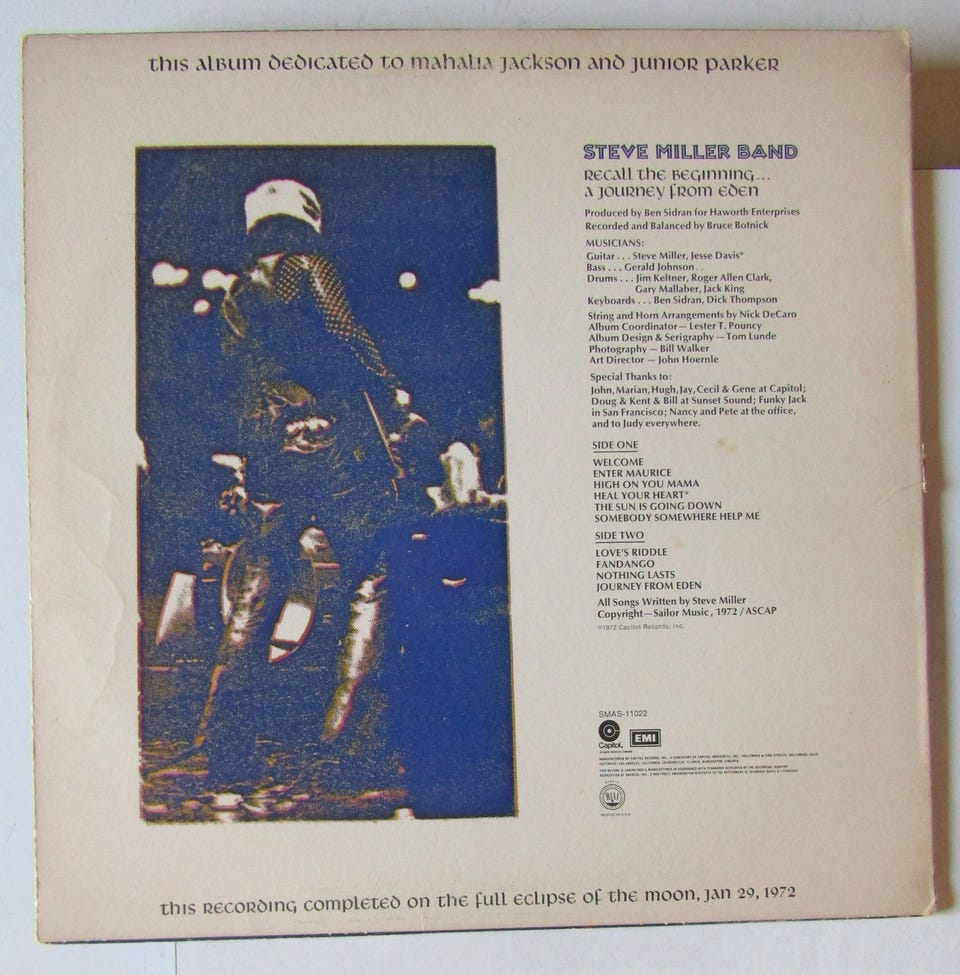 this album dedicated to mahalia jackson and junior parker
STEVE MILLER BAND
Recall the Beginning...
a Journey from Eden
Produced by Ben Sidran for Haworth Enterprises
Recorded and Balanced by Bruce Botnick
MUSICIANS:
Guitar . . . Steve Miller, Jesse Davis*
Bass . . . Gerald Johnson . .
Drums . . . Jim Keltner, Roger Allen Clark,
Gary Mallaber, Jack King
Keyboards . . . Ben Sidran, Dick Thompson
String and Horn Arrangements by Nick DeCaro
Album Coordinator — Lester T. Pouncy
Album Design & Serigraphy — Tom Lunde
Photography — Bill Walker
Art Director — John Hoernle
Special Thanks to:
John, Marian, Hugh, Jay, Cecil & Gene at Capitol;
Doug & Kent & Bill at Sunset Sound; Funky Jack
in San Francisco; Nancy and Pete at the office,
and to Judy everywhere.
SIDE ONE
WELCOME
ENTER MAURICE
HIGH ON YOU MAMA
HEAL YOUR HEART*
THE SUN IS GOING DOWN
SOMEBODY SOMEWHERE HELP ME
SIDE TWO
LOVE'S RIDDLE
FANDANGO
NOTHING LASTS
JOURNEY FROM EDEN
All Songs Written by Steve Miller
Copyright—Sailor Music, 1972 /ASCAP
©1972 Capitol Records, Inc.
SMAS-11022
Capitol
EMI
PRINTED IN U.S.A.
this recording completed on the full eclipse of the moon, jan 29, 1972